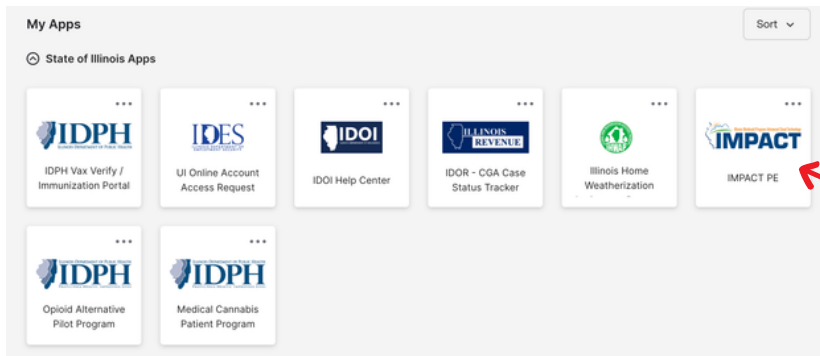 My Apps
Sort
State of Illinois Apps
IDPH
IDPH Vax Verify /
Immunization Portal
IDES
UI Online Account
Access Request
IDOI
IDOI Help Center
ILLINOIS
REVENUE
IDOR - CGA Case
Status Tracker
Illinois Home
Weatherization
IMPACT
IMPACT PE
IDPH
Opioid Alternative
Pilot Program
IDPH
Medical Cannabis
Patient Program